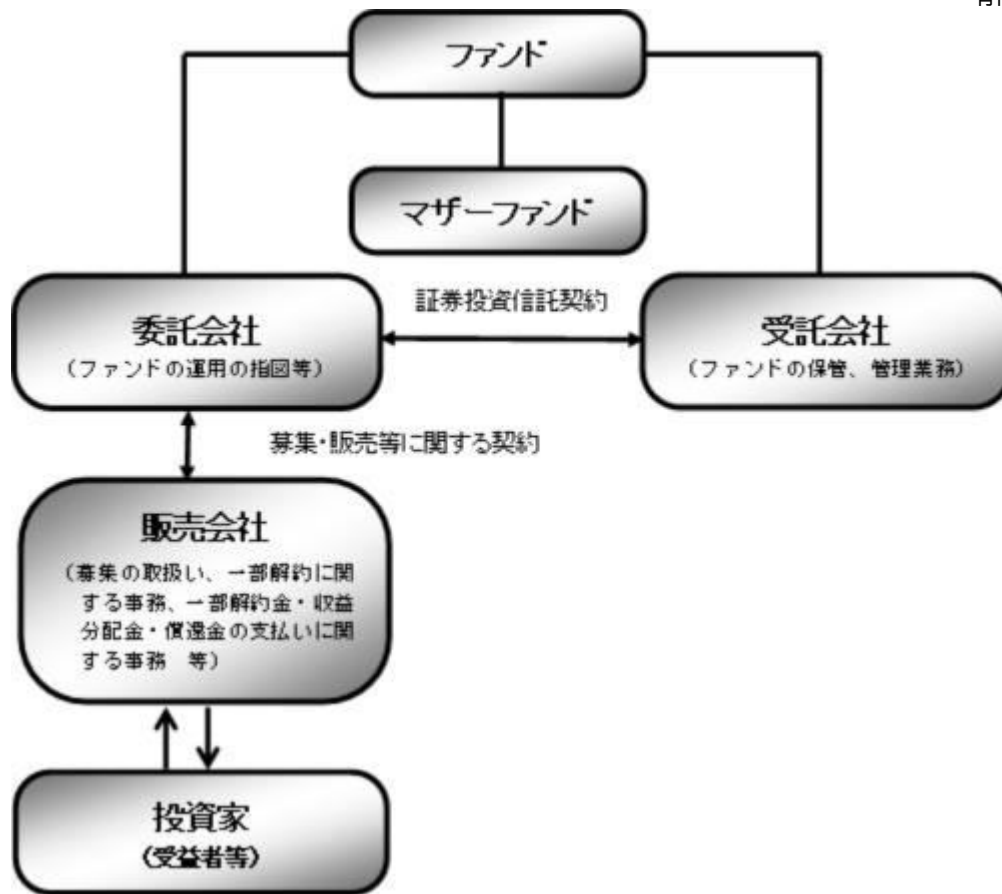 ファンド
マザーファンド
証券投資信託契約
委託会社
（ファンドの運用の指図等）
受託会社
（ファンドの保管、管理業務）
募集・販売等に関する契約
販売会社
（募集の取扱い、一部解約に関
する事務、一部解約金・収益
分配金・償還金の支払いに関
する事務　等）
投資家
（受益者等）